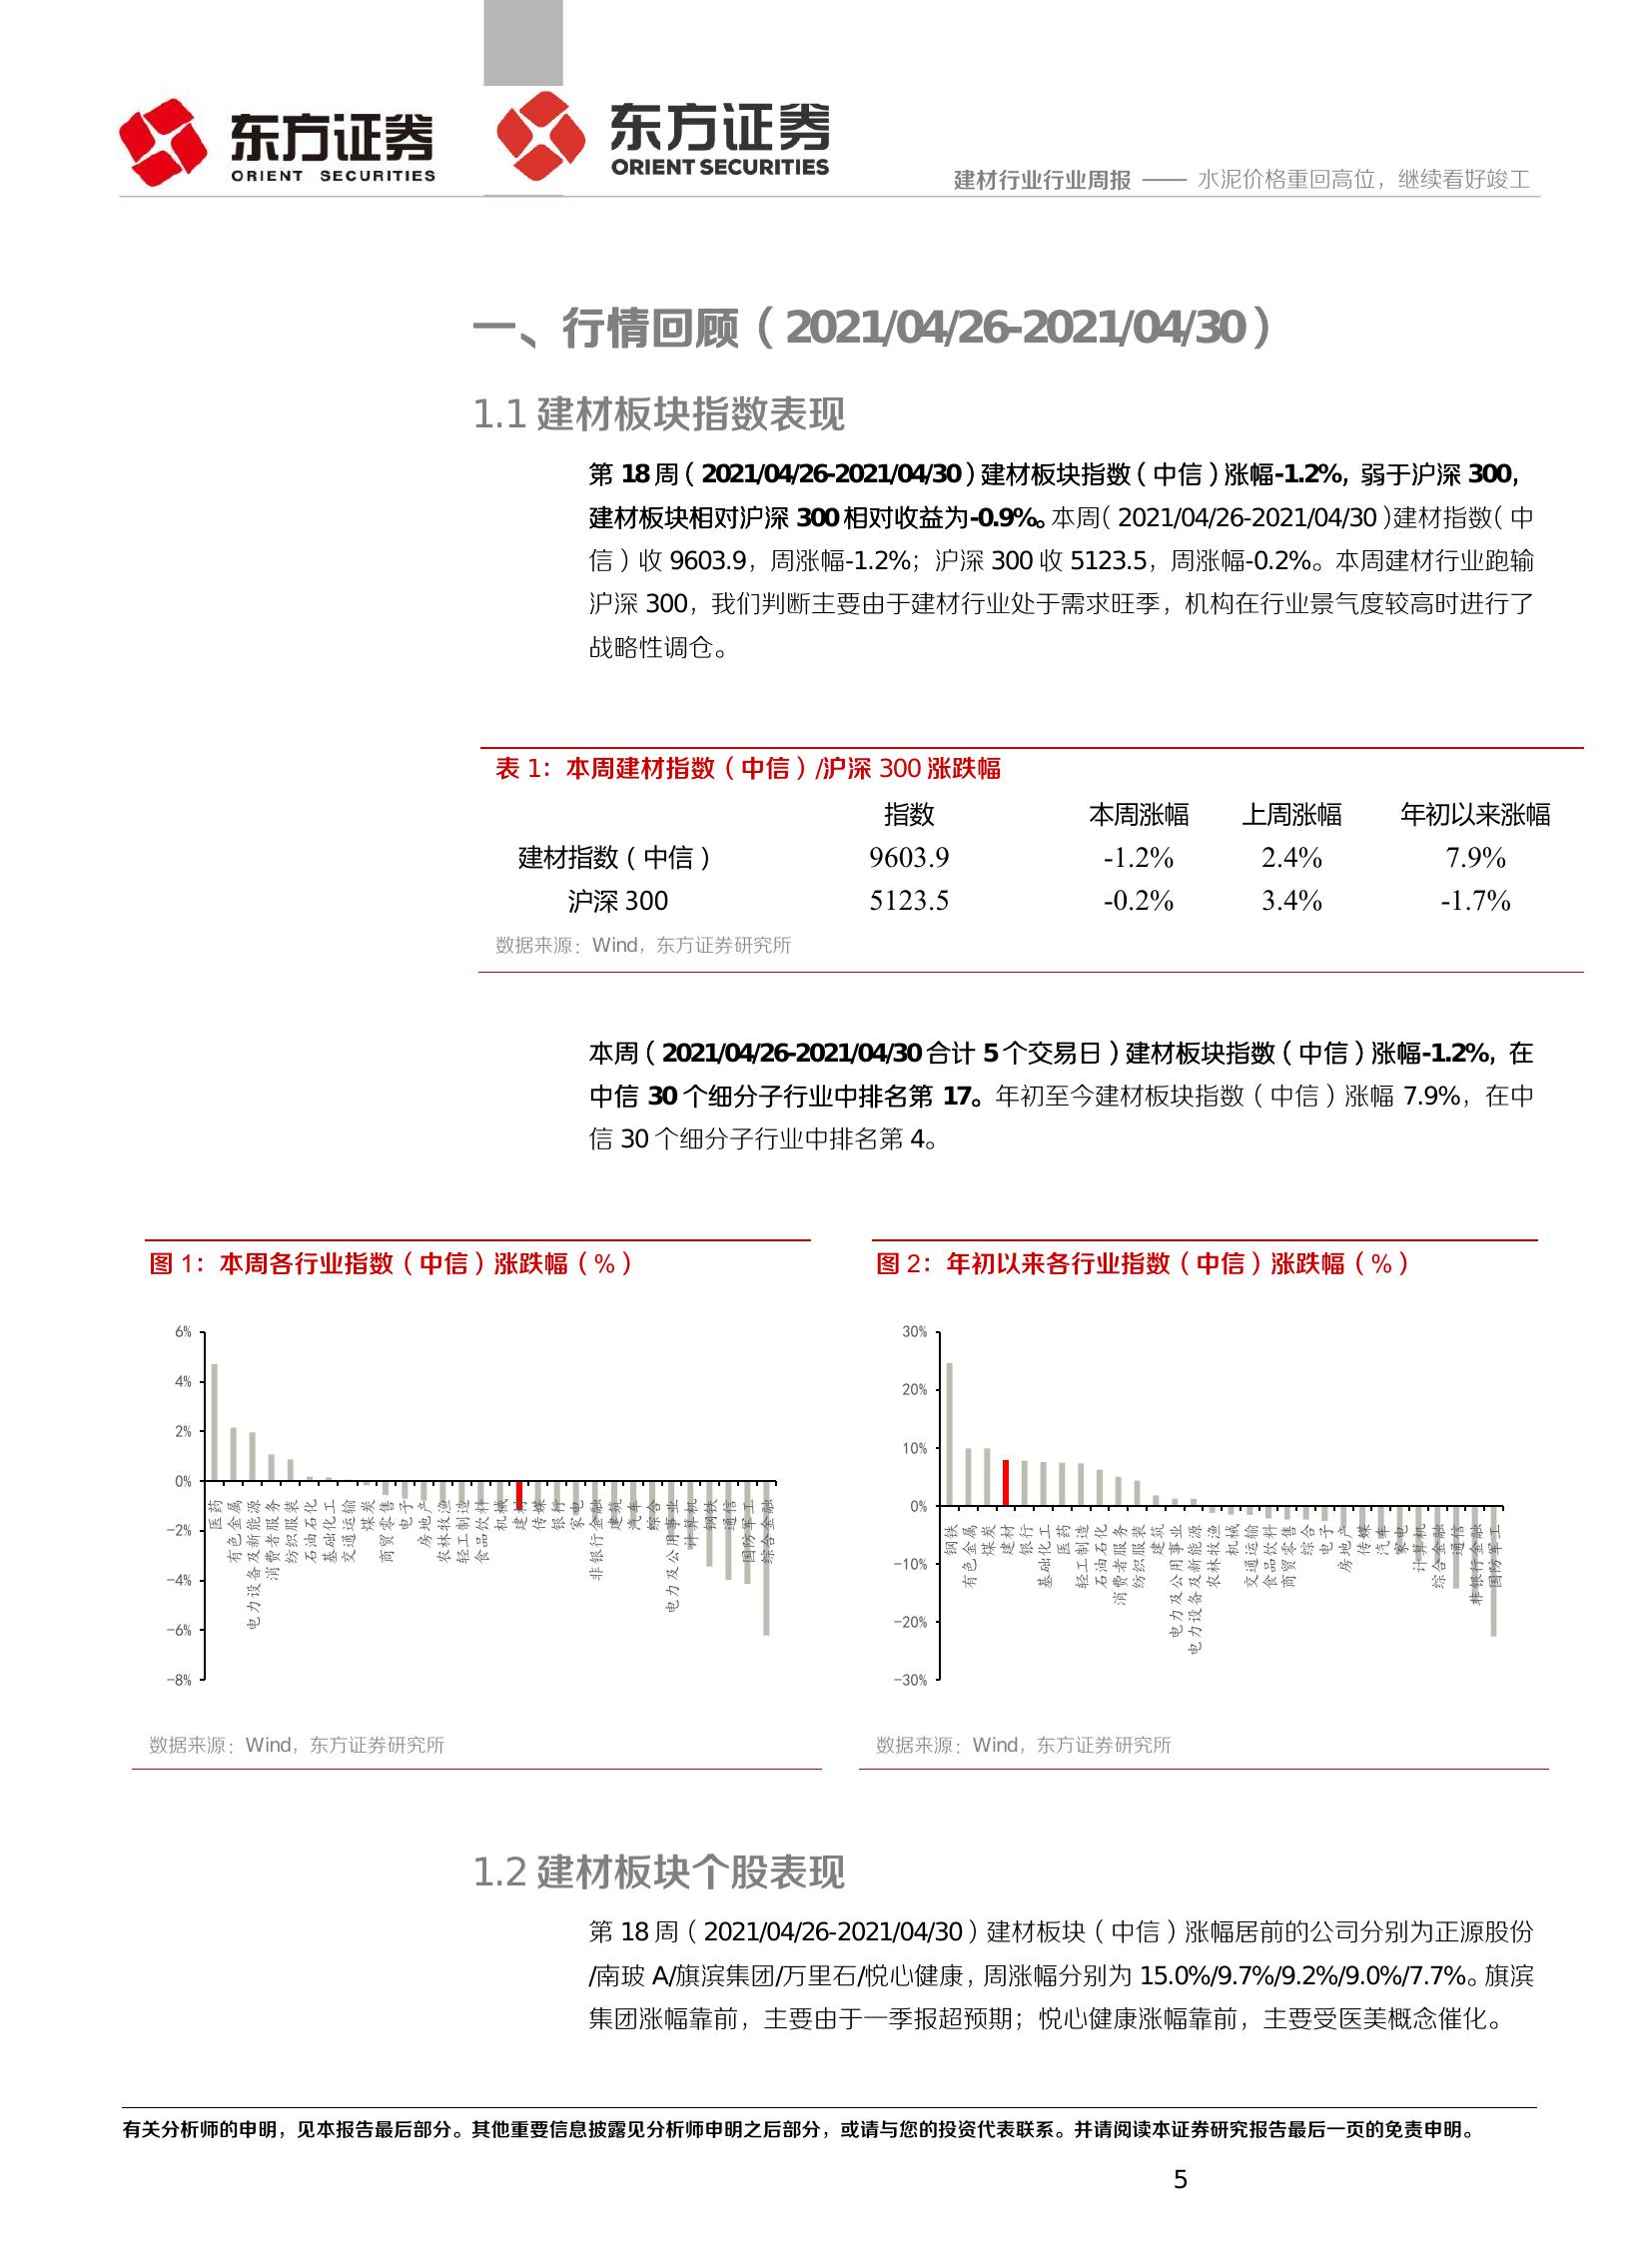 东方证券
ORIENT SECURITIES
东方证券
ORIENT SECURITIES
建材行业行业周报 —— 水泥价格重回高位，继续看好竣工
一、行情回顾（2021/04/26-2021/04/30）
1.1 建材板块指数表现
第 18 周（2021/04/26-2021/04/30）建材板块指数（中信）涨幅-1.2%，弱于沪深 300，
建材板块相对沪深 300 相对收益为-0.9%。本周（2021/04/26-2021/04/30）建材指数（中
信）收 9603.9，周涨幅-1.2%；沪深 300 收 5123.5，周涨幅-0.2%。本周建材行业跑输
沪深 300，我们判断主要由于建材行业处于需求旺季，机构在行业景气度较高时进行了
战略性调仓。
表 1：本周建材指数（中信）/沪深 300 涨跌幅
指数 本周涨幅 上周涨幅 年初以来涨幅
建材指数（中信） 9603.9 -1.2% 2.4% 7.9%
沪深 300 5123.5 -0.2% 3.4% -1.7%
数据来源：Wind，东方证券研究所
本周（2021/04/26-2021/04/30 合计 5 个交易日）建材板块指数（中信）涨幅-1.2%，在
中信 30 个细分子行业中排名第 17。年初至今建材板块指数（中信）涨幅 7.9%，在中
信 30 个细分子行业中排名第 4。
图 1：本周各行业指数（中信）涨跌幅（%）
6%
4%
2%
0%
-2%
-4%
-6%
-8%
医药
有色金属
电力设备及新能源
消费者服务
纺织服装
石油石化
基础化工
交通运输
煤炭
商贸零售
电子
房地产
农林牧渔
轻工制造
食品饮料
机械
建材
传媒
银行
家电
非银行金融
建筑
汽车
综合
电力及公用事业
计算机
钢铁
通信
国防军工
综合金融
数据来源：Wind，东方证券研究所
图 2：年初以来各行业指数（中信）涨跌幅（%）
30%
20%
10%
0%
-10%
-20%
-30%
钢铁
有色金属
煤炭
建材
银行
基础化工
医药
轻工制造
石油石化
消费者服务
纺织服装
建筑
电力及公用事业
电力设备及新能源
农林牧渔
机械
交通运输
食品饮料
商贸零售
综合
电子
房地产
传媒
汽车
家电
计算机
综合金融
通信
非银行金融
国防军工
数据来源：Wind，东方证券研究所
1.2 建材板块个股表现
第 18 周（2021/04/26-2021/04/30）建材板块（中信）涨幅居前的公司分别为正源股份
/南玻 A/旗滨集团/万里石/悦心健康，周涨幅分别为 15.0%/9.7%/9.2%/9.0%/7.7%。旗滨
集团涨幅靠前，主要由于一季报超预期；悦心健康涨幅靠前，主要受医美概念催化。
有关分析师的申明，见本报告最后部分。其他重要信息披露见分析师申明之后部分，或请与您的投资代表联系。并请阅读本证券研究报告最后一页的免责申明。
5